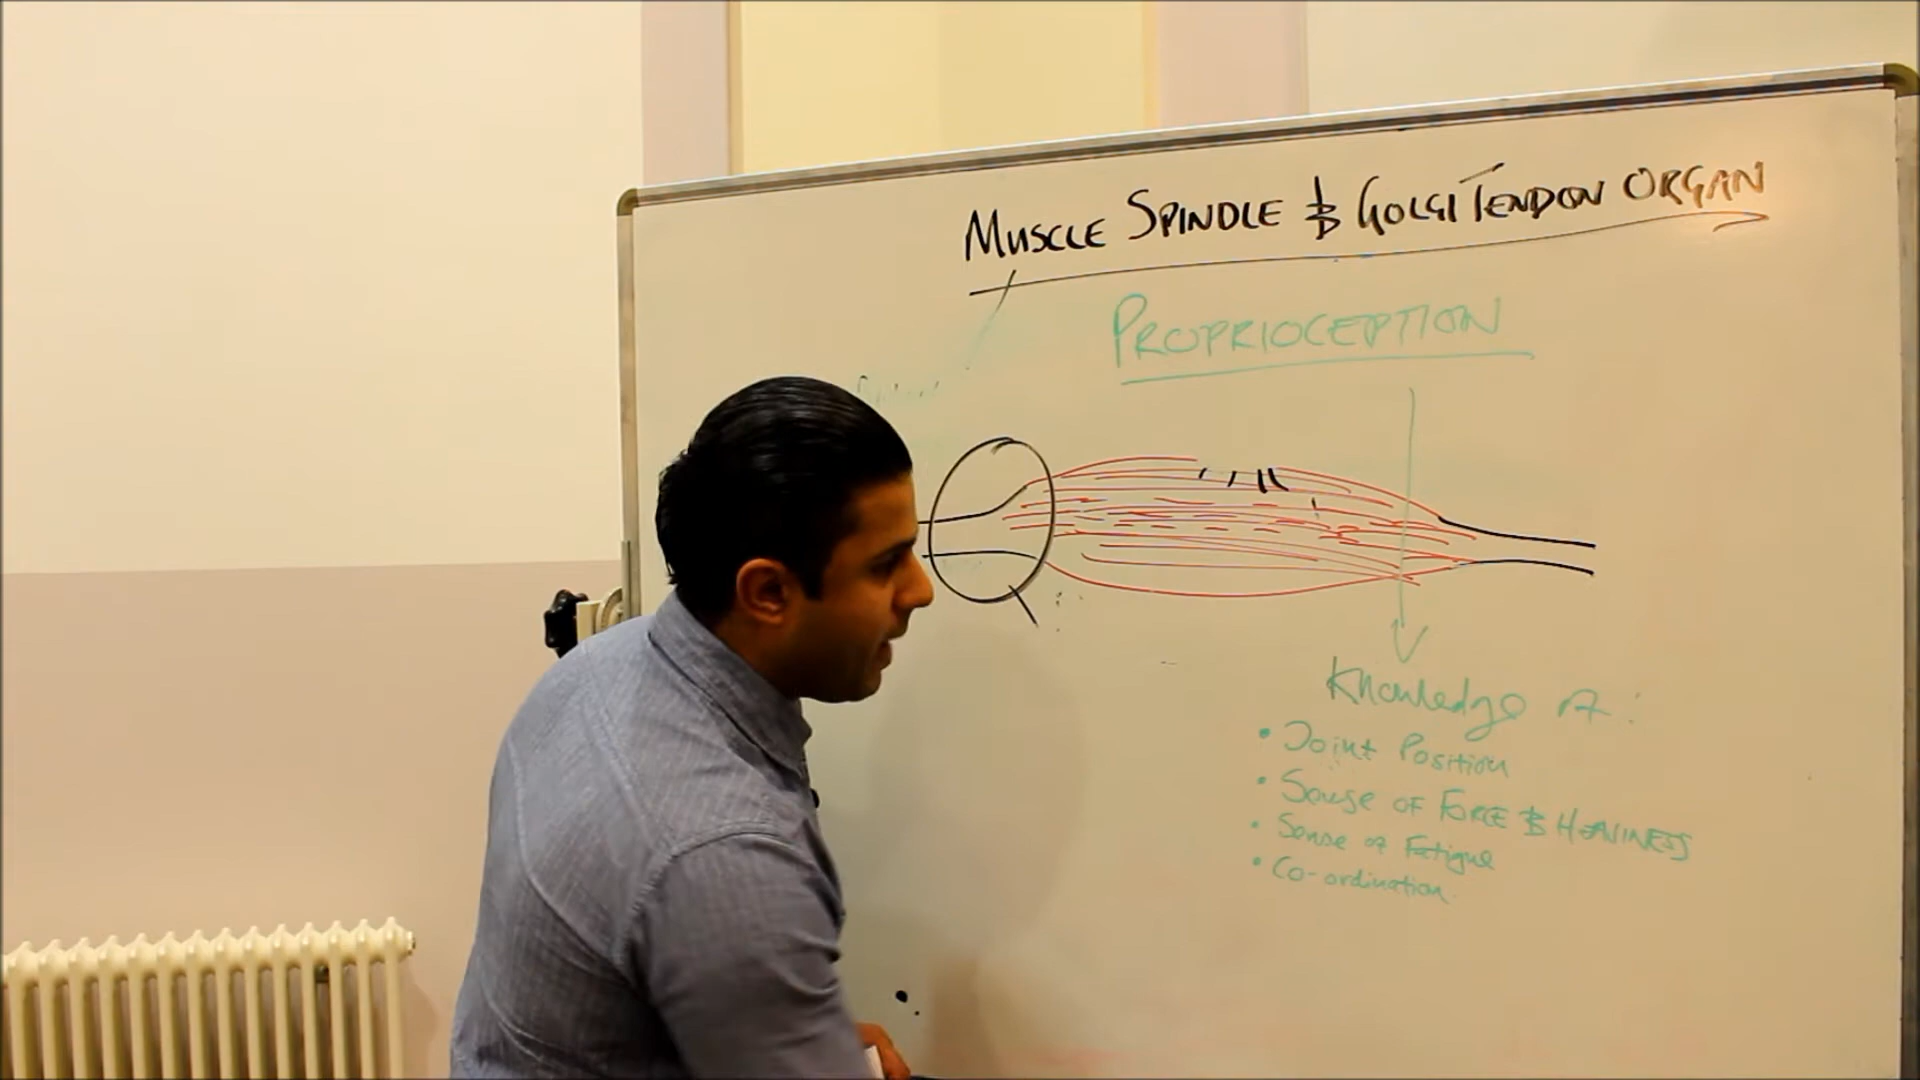 MUSCLE SPINDLE & GOLGI TENDON ORGAN
PROPRIOCEPTION
Knowledge of:
• Joint Position
• Sense OF FORCE & HEAVINESS
• Sense of Fatigue
• Co-ordination